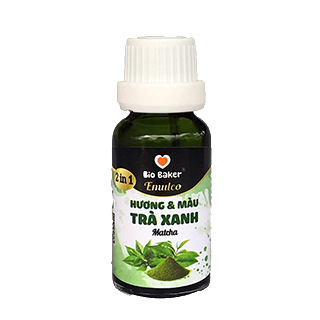 Bio Baker
2 in 1
Emulco
HƯƠNG & MÀU
TRÀ XANH
Matcha